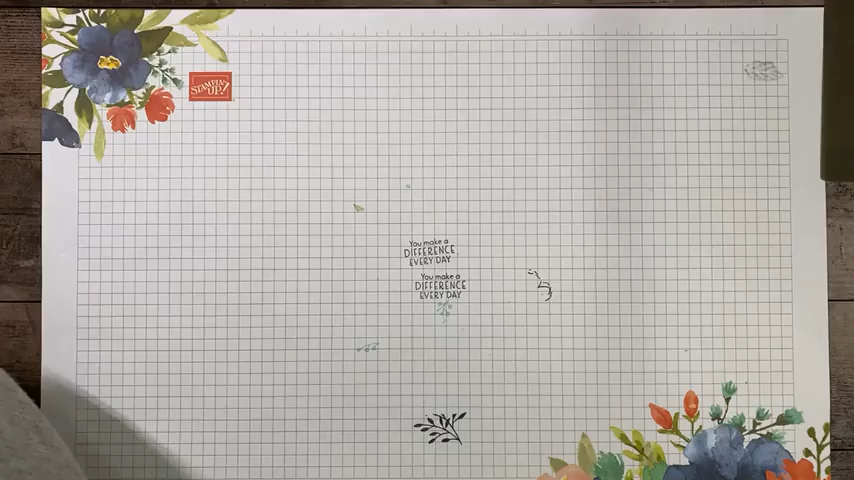 STAMPIN'
UP!
You make a
DIFFERENCE
EVERY DAY
You make a
DIFFERENCE
EVERY DAY